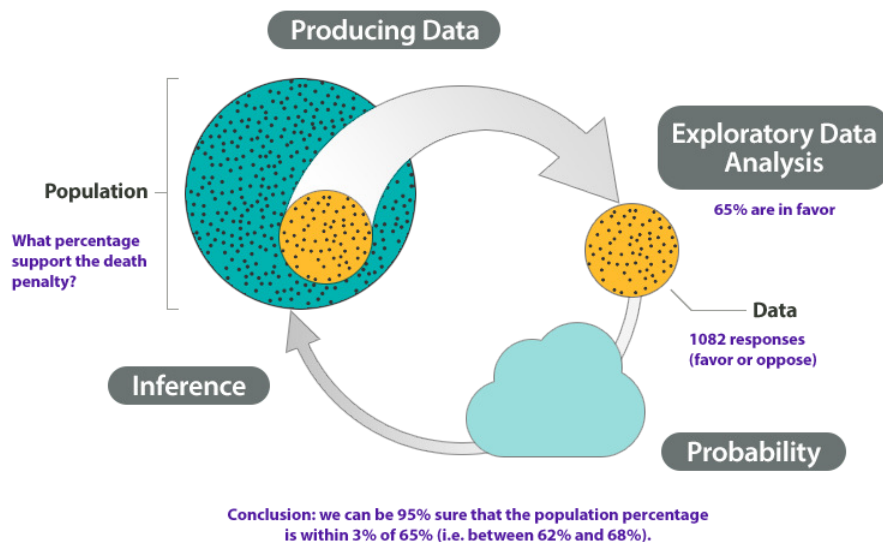 Producing Data
Exploratory Data
Analysis
65% are in favor
Population
What percentage
support the death
penalty?
Data
1082 responses
(favor or oppose)
Inference
Probability
Conclusion: we can be 95% sure that the population percentage
is within 3% of 65% (i.e. between 62% and 68%).